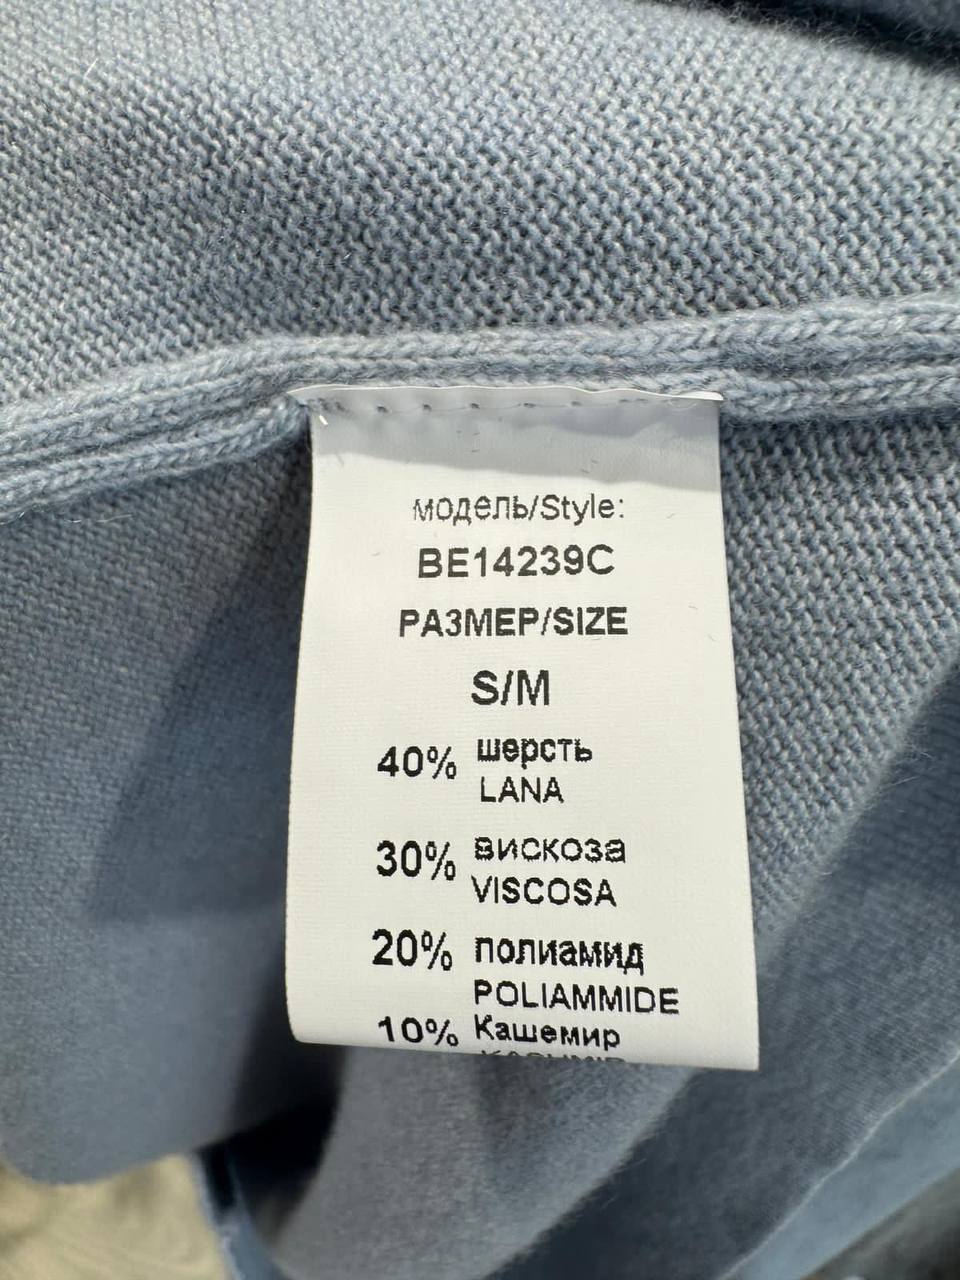 модель/Style:
BE14239C
РАЗМЕР/SIZE
S/M
40% шерсть
LANA
30% вискоза
VISCOSA
20% полиамид
POLIAMMIDE
10% Кашемир